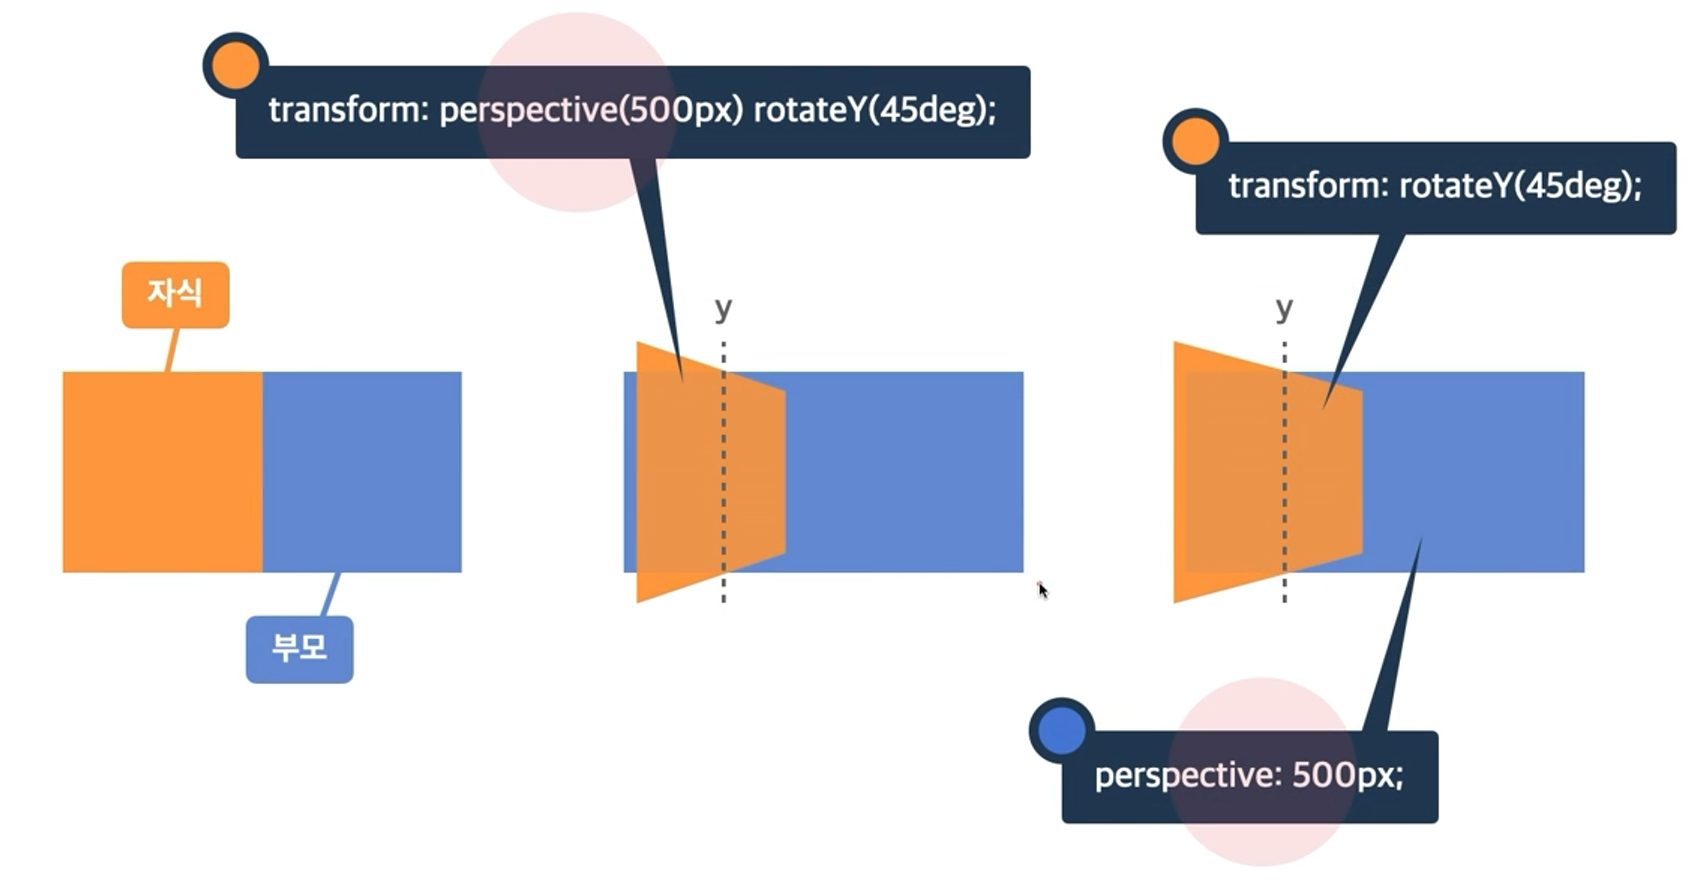 transform: perspective(500px) rotateY(45deg);
transform: rotateY(45deg);
자식
y
y
부모
perspective: 500px;